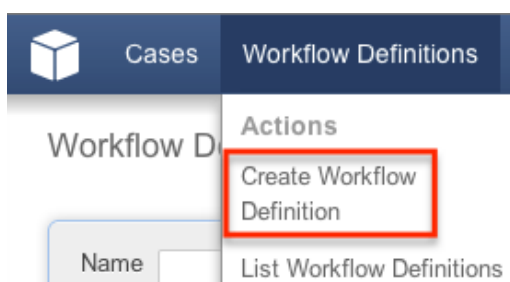 Cases Workflow Definitions
Actions
Workflow D
Create Workflow
Definition
Name
List Workflow Definitions